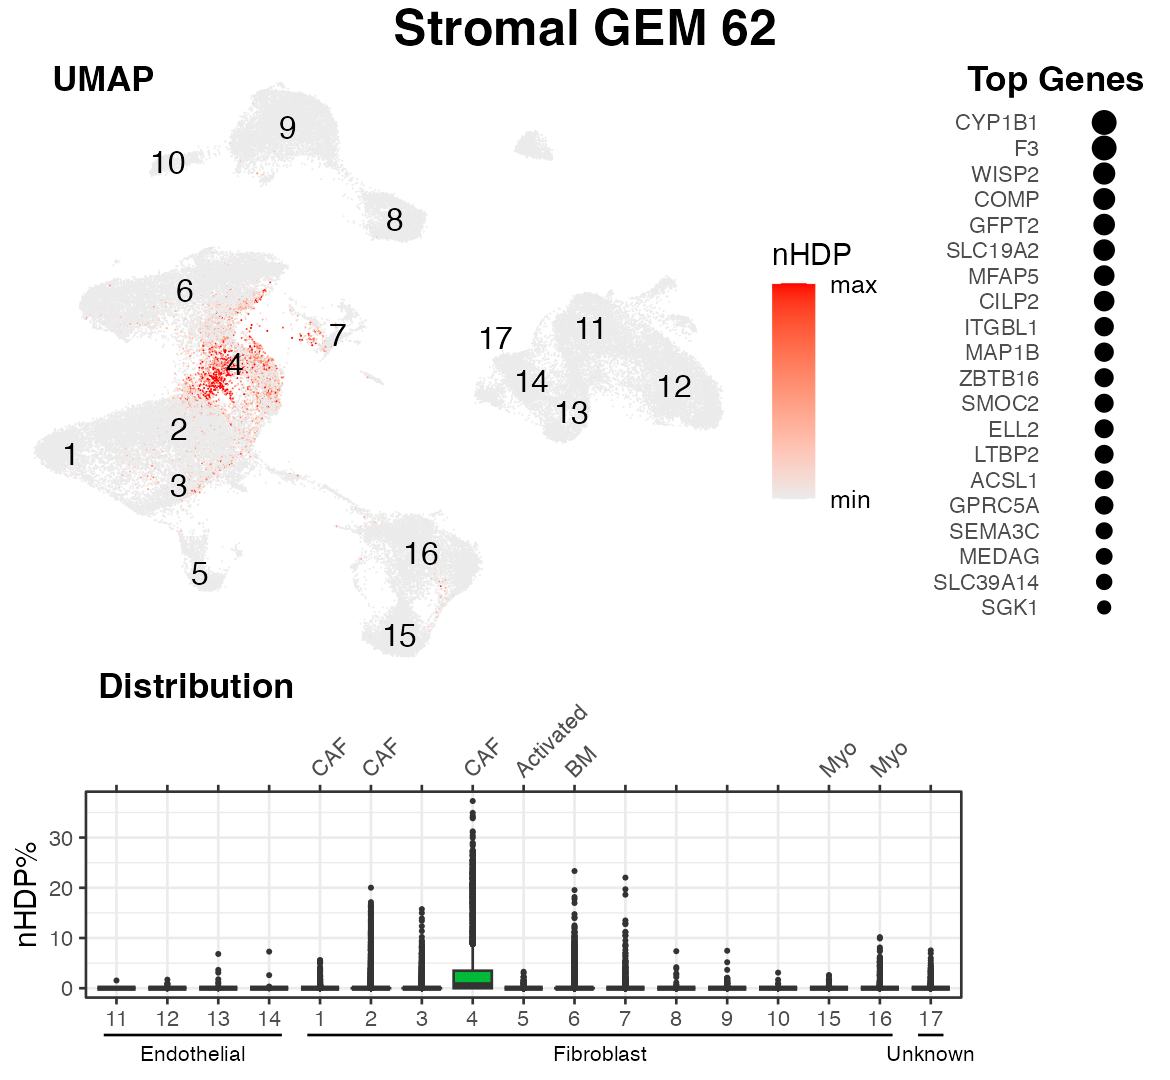 Stromal GEM 62
UMAP
9
10
8
6
7
4
2
1
3
5
16
15
11
17
14
12
13
nHDP
max
min
Top Genes
CYP1B1
F3
WISP2
COMP
GFPT2
SLC19A2
MFAP5
CILP2
ITGBL1
MAP1B
ZBTB16
SMOC2
ELL2
LTBP2
ACSL1
GPRC5A
SEMA3C
MEDAG
SLC39A14
SGK1
Distribution
CAF CAF CAF Activated BM Myo Myo
nHDP%
30
20
10
0
11 12 13 14 1 2 3 4 5 6 7 8 9 10 15 16 17
Endothelial Fibroblast Unknown